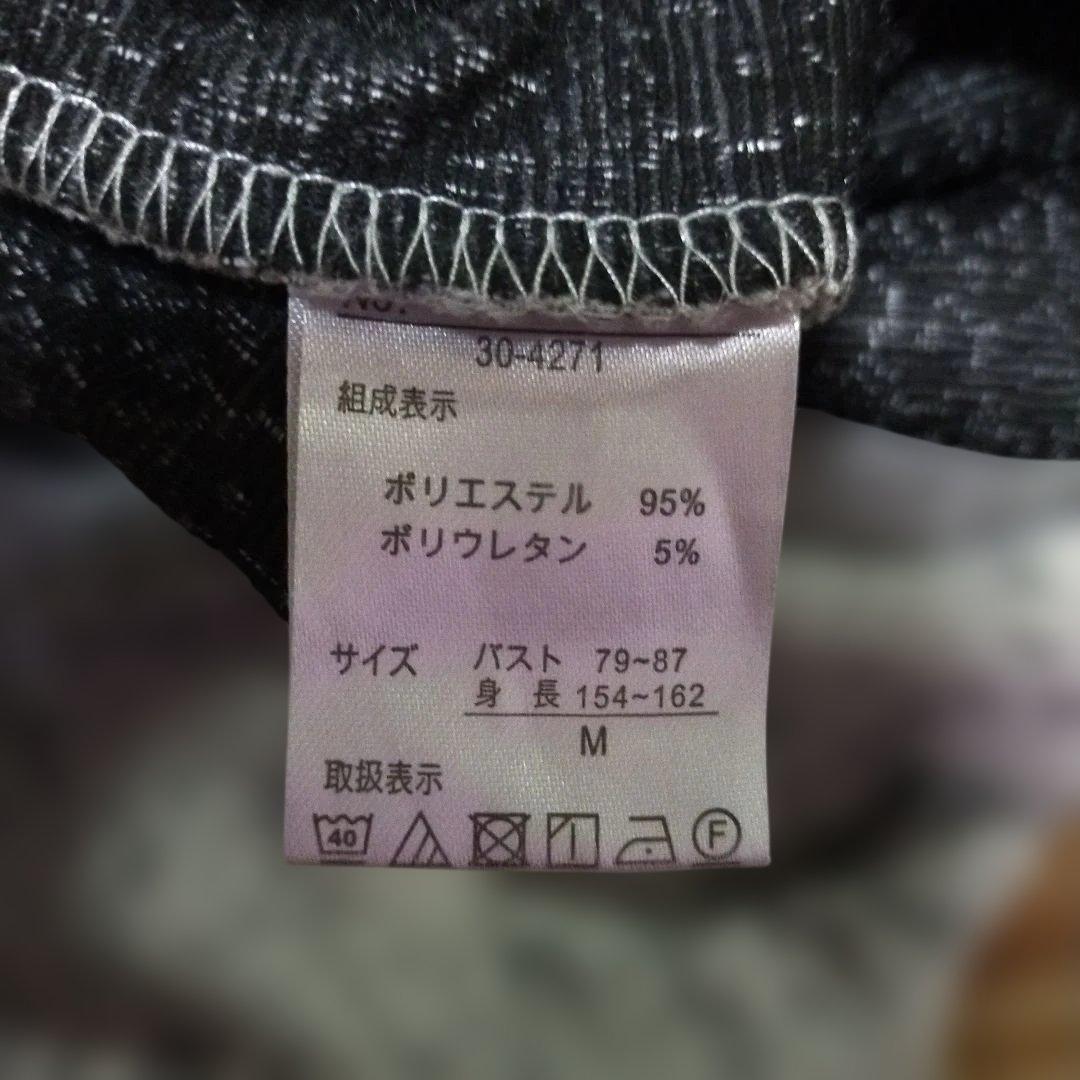 No.
30-4271
組成表示
ポリエステル 95%
ポリウレタン 5%
サイズ バスト 79~87
身 長 154~162
M
取扱表示
40
F